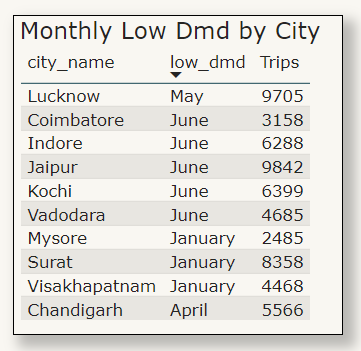 Monthly Low Dmd by City
city_name low_dmd Trips
Lucknow May 9705
Coimbatore June 3158
Indore June 6288
Jaipur June 9842
Kochi June 6399
Vadodara June 4685
Mysore January 2485
Surat January 8358
Visakhapatnam January 4468
Chandigarh April 5566